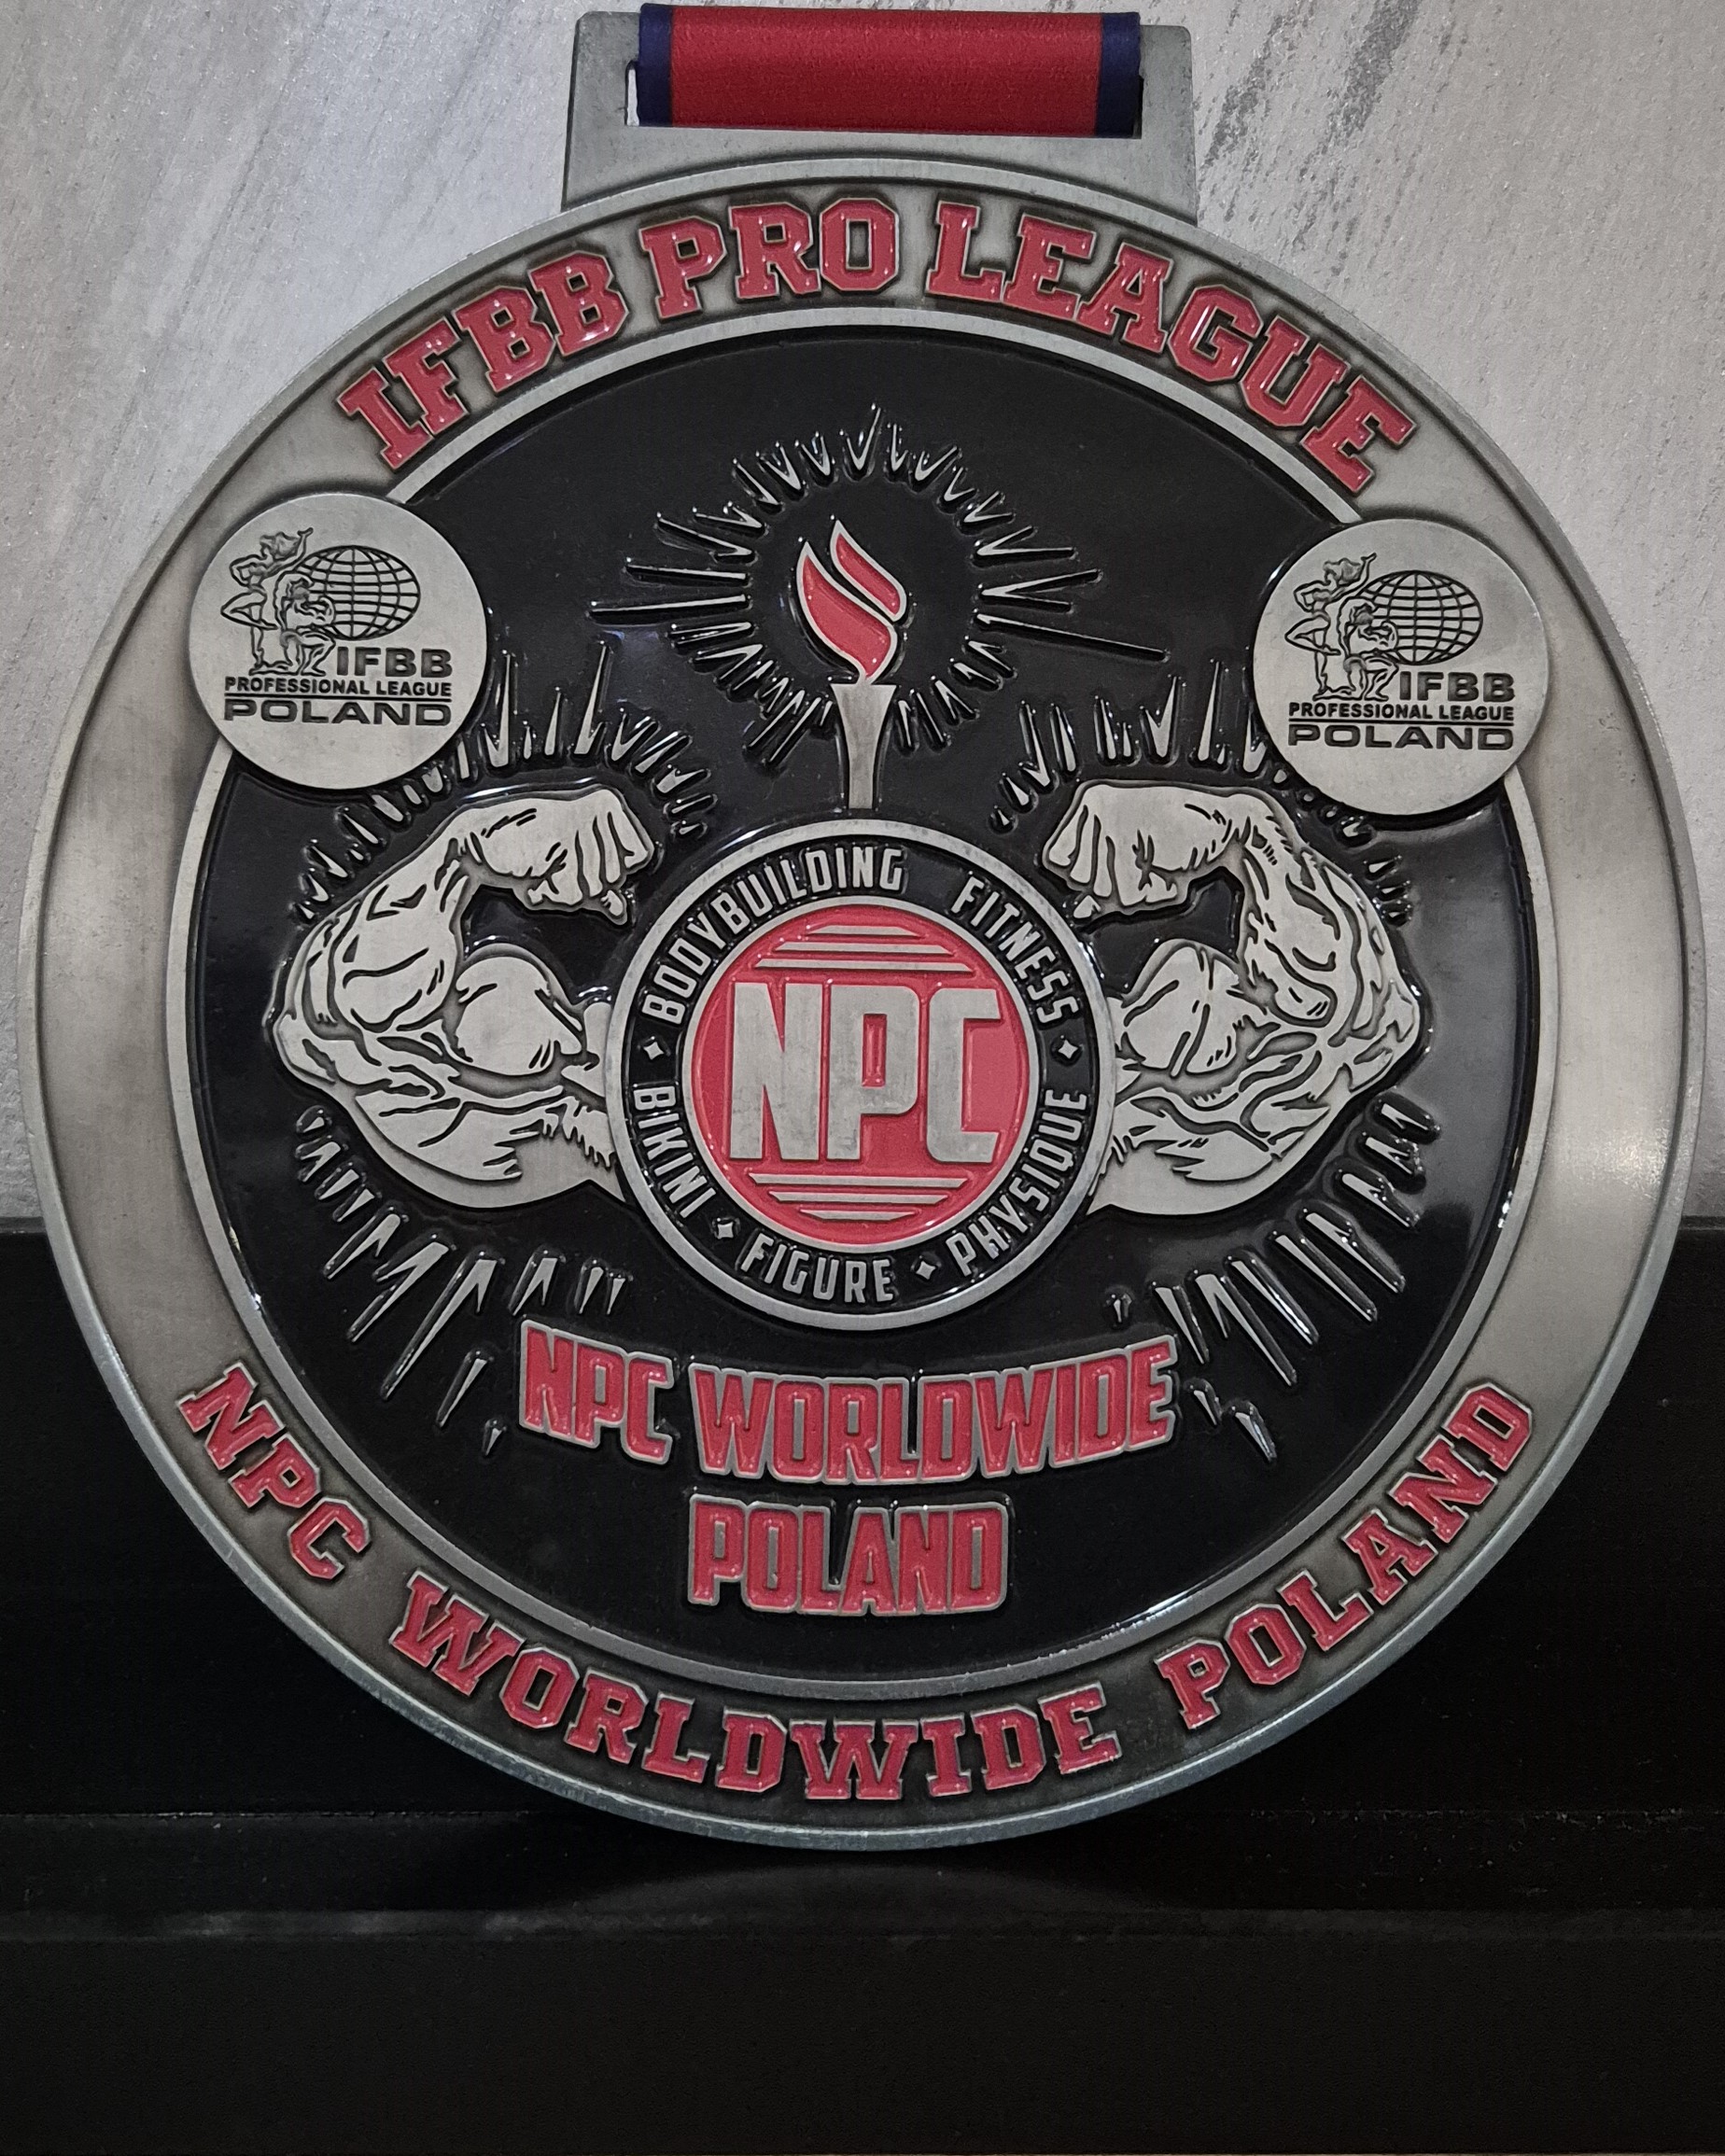 IFBB PRO LEAGUE
IFBB
PROFESSIONAL LEAGUE
POLAND
IFBB
PROFESSIONAL LEAGUE
POLAND
BODYBUILDING FITNESS
NPC
BIKINI FIGURE PHYSIQUE
NPC WORLDWIDE
POLAND
NPC WORLDWIDE POLAND